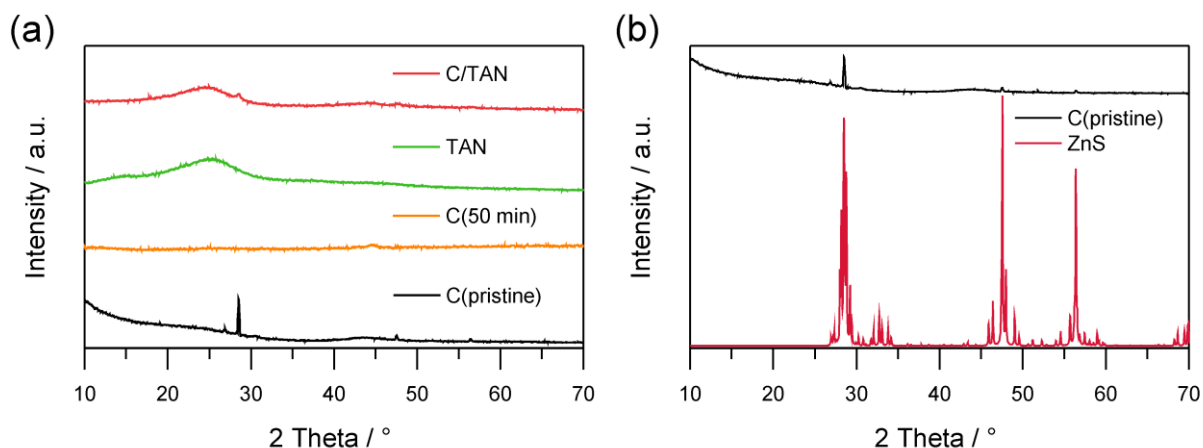 (a)
C/TAN
TAN
C(50 min)
C(pristine)
Intensity / a.u.
10 20 30 40 50 60 70
2 Theta / °
(b)
C(pristine)
ZnS
Intensity / a.u.
10 20 30 40 50 60 70
2 Theta / °